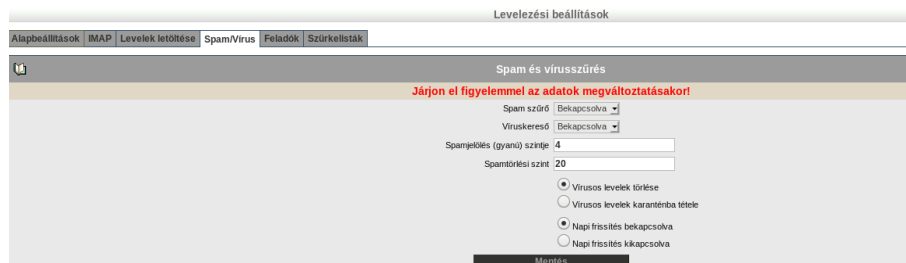 Levelezési beállítások
Alapbeállítások IMAP Levelek letöltése Spam/Vírus Feladók Szürkelisták
Spam és vírusszűrés
Járjon el figyelemmel az adatok megváltoztatásakor!
Spam szűrő Bekapcsolva
Víruskereső Bekapcsolva
Spamjelölés (gyanú) szintje 4
Spamtörlési szint 20
Vírusos levelek törlése
Vírusos levelek karanténba tétele
Napi frissítés bekapcsolva
Napi frissítés kikapcsolva
Mentés